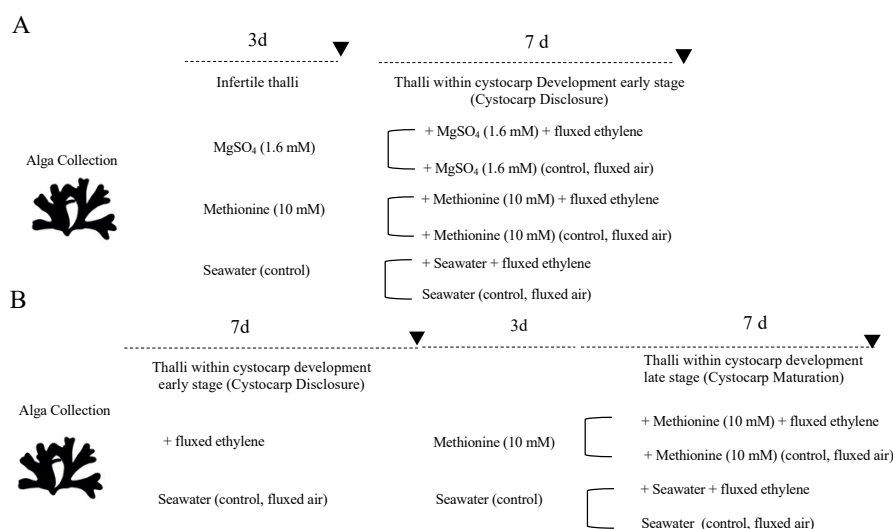 A
3d
7 d
Infertile thalli
Thalli within cystocarp Development early stage
(Cystocarp Disclosure)
MgSO₄ (1.6 mM)
+ MgSO₄ (1.6 mM) + fluxed ethylene
+ MgSO₄ (1.6 mM) (control, fluxed air)
Alga Collection
Methionine (10 mM)
+ Methionine (10 mM) + fluxed ethylene
+ Methionine (10 mM) (control, fluxed air)
Seawater (control)
+ Seawater + fluxed ethylene
Seawater (control, fluxed air)
B
7d
3d
7 d
Thalli within cystocarp development
early stage (Cystocarp Disclosure)
Thalli within cystocarp development
late stage (Cystocarp Maturation)
Alga Collection
+ fluxed ethylene
Methionine (10 mM)
+ Methionine (10 mM) + fluxed ethylene
+ Methionine (10 mM) (control, fluxed air)
Seawater (control, fluxed air)
Seawater (control)
+ Seawater + fluxed ethylene
Seawater (control, fluxed air)